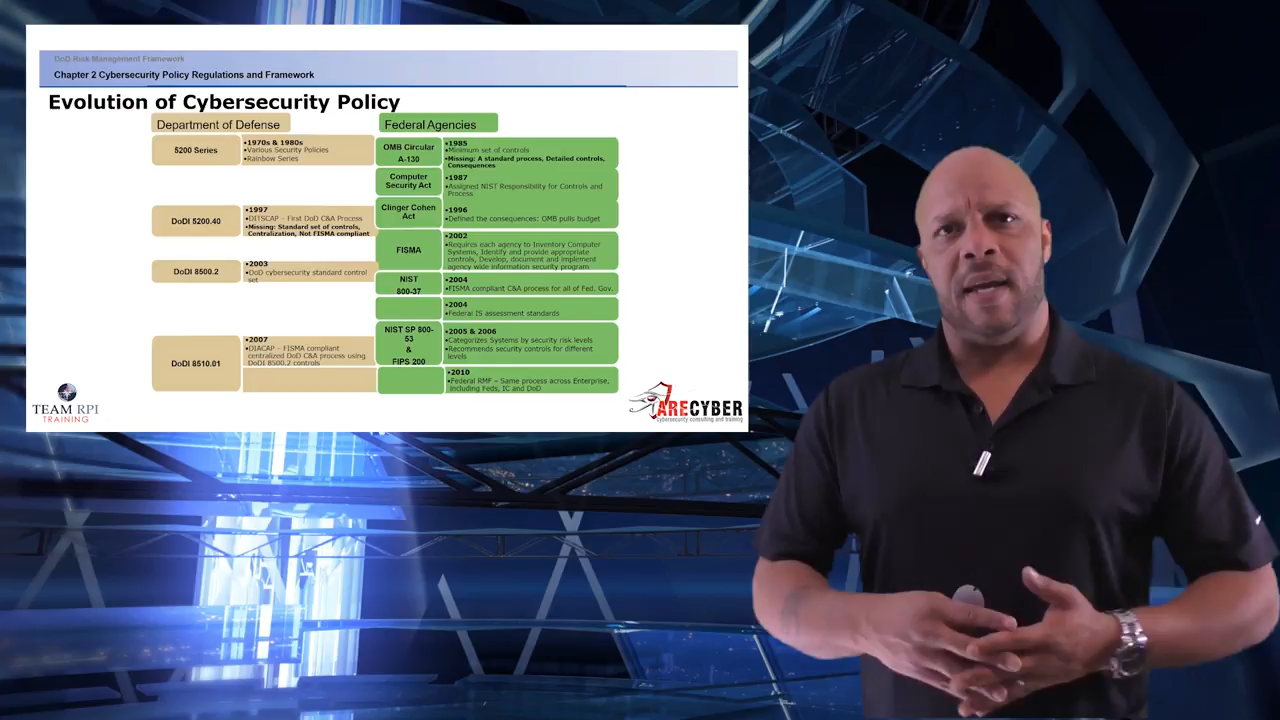 DoD Risk Management Framework
Chapter 2 Cybersecurity Policy Regulations and Framework
Evolution of Cybersecurity Policy
Department of Defense
Federal Agencies
5200 Series
•1970s & 1980s
•Various Security Policies
•Rainbow Series
OMB Circular
A-130
•1985
•Minimum set of controls
•Missing: A standard process, Detailed controls,
Consequences
Computer
Security Act
•1987
•Assigned NIST Responsibility for Controls and
Process
DoDI 5200.40
•1997
•DITSCAP – First DoD C&A Process
•Missing: Standard set of controls,
Centralization, Not FISMA compliant
Clinger Cohen
Act
•1996
•Defined the consequences: OMB pulls budget
FISMA
•2002
•Requires each agency to Inventory Computer
Systems, Identify and provide appropriate
controls, Develop, document and implement
agency wide information security program
DoDI 8500.2
•2003
•DoD cybersecurity standard control
set
NIST
800-37
•2004
•FISMA compliant C&A process for all of Fed. Gov.
•2004
•Federal IS assessment standards
NIST SP 800-
53
&
FIPS 200
•2005 & 2006
•Categorizes Systems by security risk levels
•Recommends security controls for different
levels
DoDI 8510.01
•2007
•DIACAP – FISMA compliant
centralized DoD C&A process using
DoDI 8500.2 controls
•2010
•Federal RMF – Same process across Enterprise,
including Feds, IC and DoD
TEAM RPI
TRAINING
ARECYBER
cybersecurity consulting and training